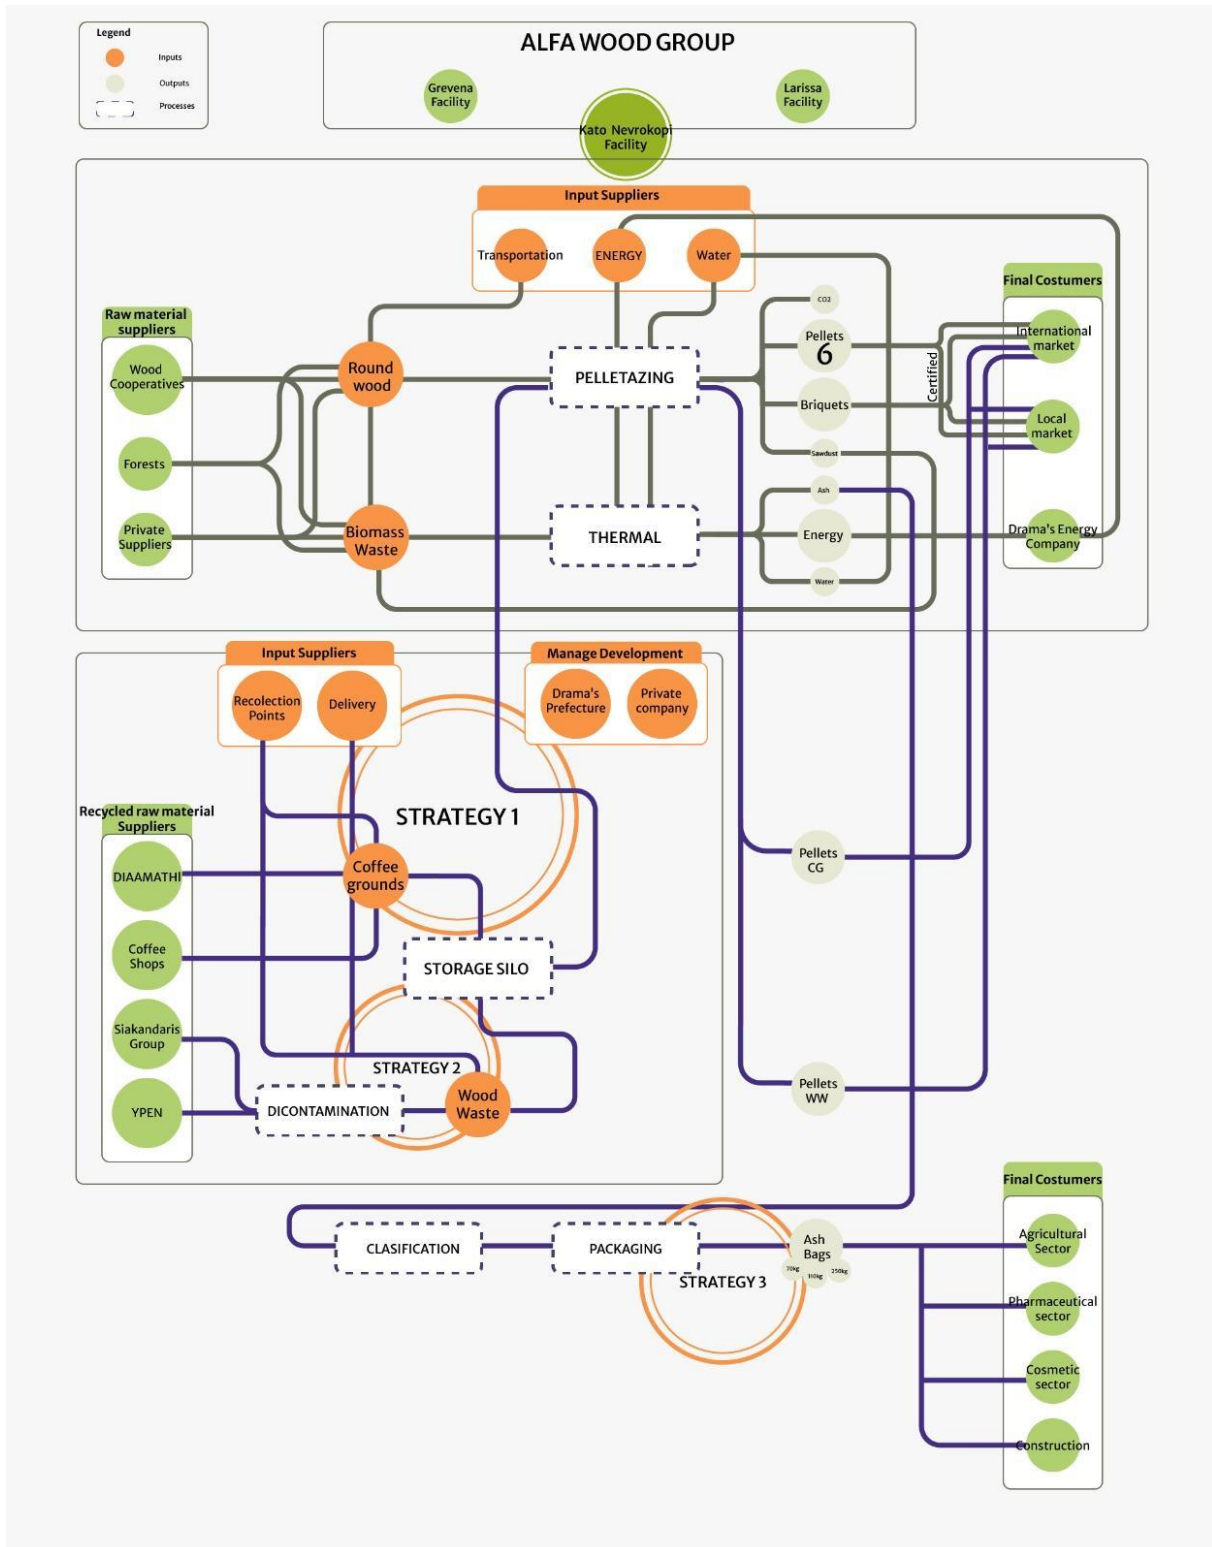 Legend
Inputs
Outputs
Processes
ALFA WOOD GROUP
Grevena
Facility
Larissa
Facility
Kato Nevrokopi
Facility
Input Suppliers
Transportation
ENERGY
Water
Raw material
suppliers
Wood
Cooperatives
Forests
Private
Suppliers
Round
wood
Biomass
Waste
PELLETAZING
THERMAL
CO2
Pellets
6
Briquets
Sawdust
Ash
Energy
Water
Certified
Final Costumers
International
market
Local
market
Drama's Energy
Company
Input Suppliers
Recolection
Points
Delivery
Manage Development
Drama's
Prefecture
Private
company
STRATEGY 1
Recycled raw material
Suppliers
DIAAMATHI
Coffee
Shops
Siakandaris
Group
YPEN
Coffee
grounds
STORAGE SILO
STRATEGY 2
DICONTAMINATION
Wood
Waste
Pellets
CG
Pellets
WW
CLASIFICATION
PACKAGING
STRATEGY 3
Ash
Bags
250kg
Final Costumers
Agricultural
Sector
Pharmaceutical
sector
Cosmetic
sector
Construction